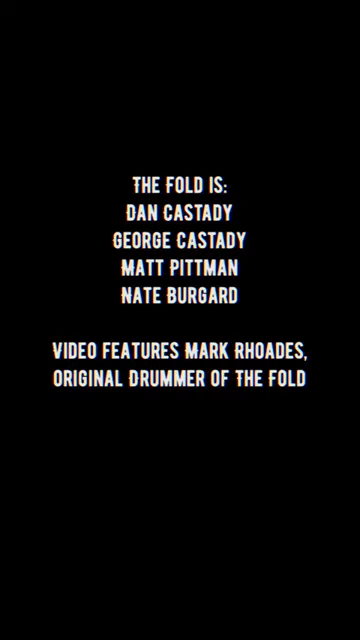 The Fold is:
Dan Castady
George Castady
Matt Pittman
Nate Burgard
Video features Mark Rhoades,
original Drummer of The Fold